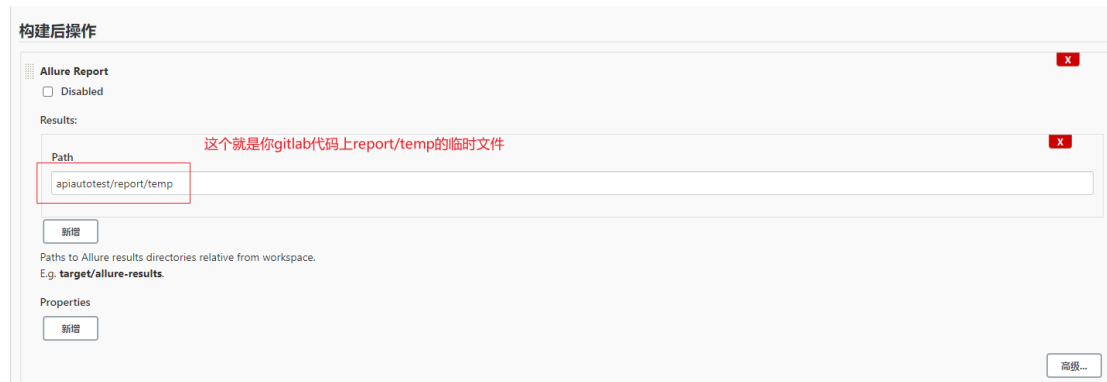 构建后操作
X
Allure Report
Disabled
Results:
这个就是你gitlab代码上report/temp的临时文件
X
Path
apiautotest/report/temp
新增
Paths to Allure results directories relative from workspace.
E.g. target/allure-results.
Properties
新增
高级...